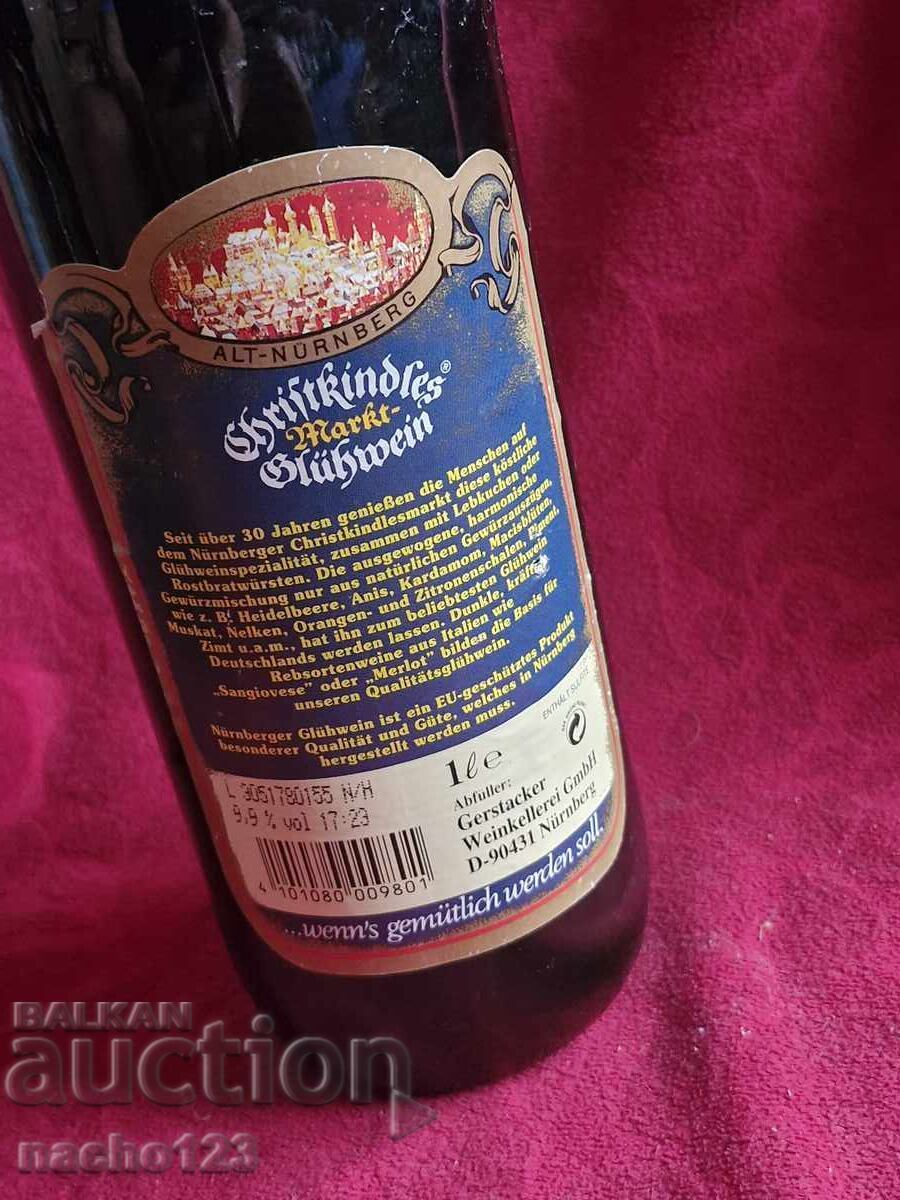 ALT-NÜRNBERG
Christkindles®
Markt-
Glühwein
Seit über 30 Jahren genießen die Menschen auf
dem Nürnberger Christkindlesmarkt diese köstliche
Glühweinspezialität, zusammen mit Lebkuchen oder
Rostbratwürsten. Die ausgewogene, harmonische
Gewürzmischung nur aus natürlichen Gewürzauszügen,
wie z. B. Heidelbeere, Anis, Kardamom, Macisblüten,
Muskat, Nelken, Orangen- und Zitronenschalen, Piment,
Zimt u.a.m., hat ihn zum beliebtesten Glühwein
Deutschlands werden lassen. Dunkle, kräftige
Rebsortenweine aus Italien wie
„Sangiovese" oder „Merlot" bilden die Basis für
unseren Qualitätsglühwein.
Nürnberger Glühwein ist ein EU-geschütztes Produkt
besonderer Qualität und Güte, welches in Nürnberg
hergestellt werden muss.
ENTHÄLT SULFITE
L 3051780155 N/H
9,9 % vol 17:23
1 ℓ e
Abfüller:
Gerstacker
Weinkellerei GmbH
D-90431 Nürnberg
4 101080 009801
...wenn's gemütlich werden soll.
BALKAN
auction
nacho123